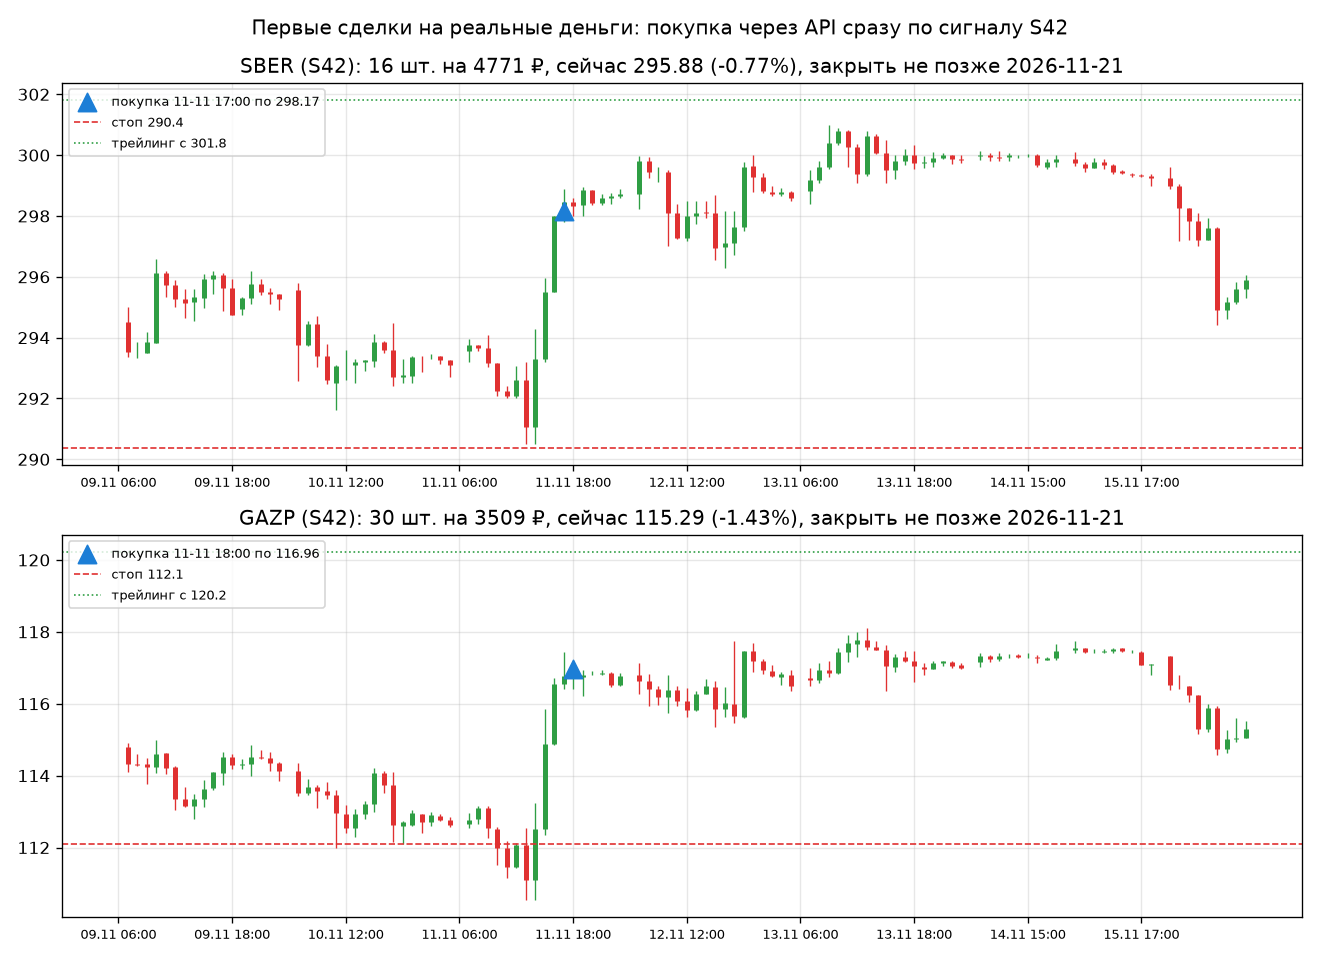 Первые сделки на реальные деньги: покупка через API сразу по сигналу S42
SBER (S42): 16 шт. на 4771 ₽, сейчас 295.88 (-0.77%), закрыть не позже 2026-11-21
покупка 11-11 17:00 по 298.17
стоп 290.4
трейлинг с 301.8
302
300
298
296
294
292
290
09.11 06:00 09.11 18:00 10.11 12:00 11.11 06:00 11.11 18:00 12.11 12:00 13.11 06:00 13.11 18:00 14.11 15:00 15.11 17:00
GAZP (S42): 30 шт. на 3509 ₽, сейчас 115.29 (-1.43%), закрыть не позже 2026-11-21
покупка 11-11 18:00 по 116.96
стоп 112.1
трейлинг с 120.2
120
118
116
114
112
09.11 06:00 09.11 18:00 10.11 12:00 11.11 06:00 11.11 18:00 12.11 12:00 13.11 06:00 13.11 18:00 14.11 15:00 15.11 17:00